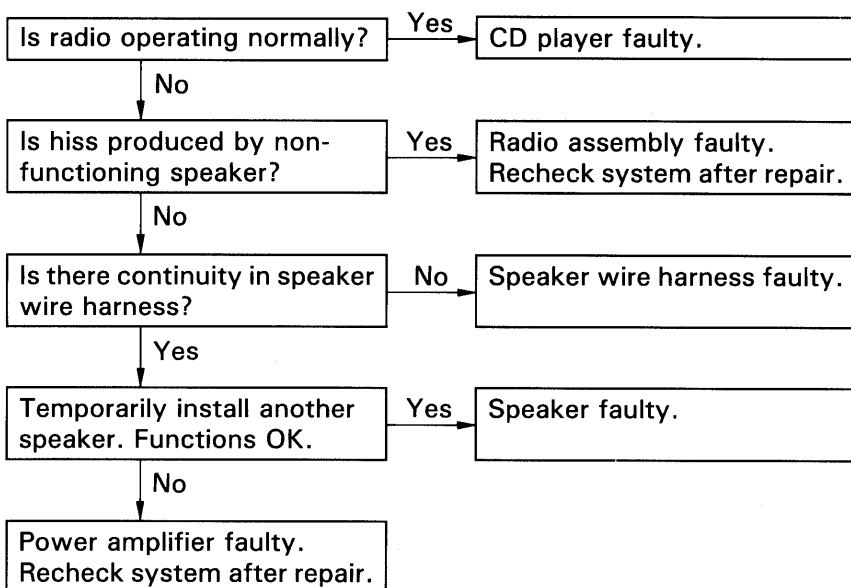 Is radio operating normally?
Yes
CD player faulty.
No
Is hiss produced by non-
functioning speaker?
Yes
Radio assembly faulty.
Recheck system after repair.
No
Is there continuity in speaker
wire harness?
No
Speaker wire harness faulty.
Yes
Temporarily install another
speaker. Functions OK.
Yes
Speaker faulty.
No
Power amplifier faulty.
Recheck system after repair.